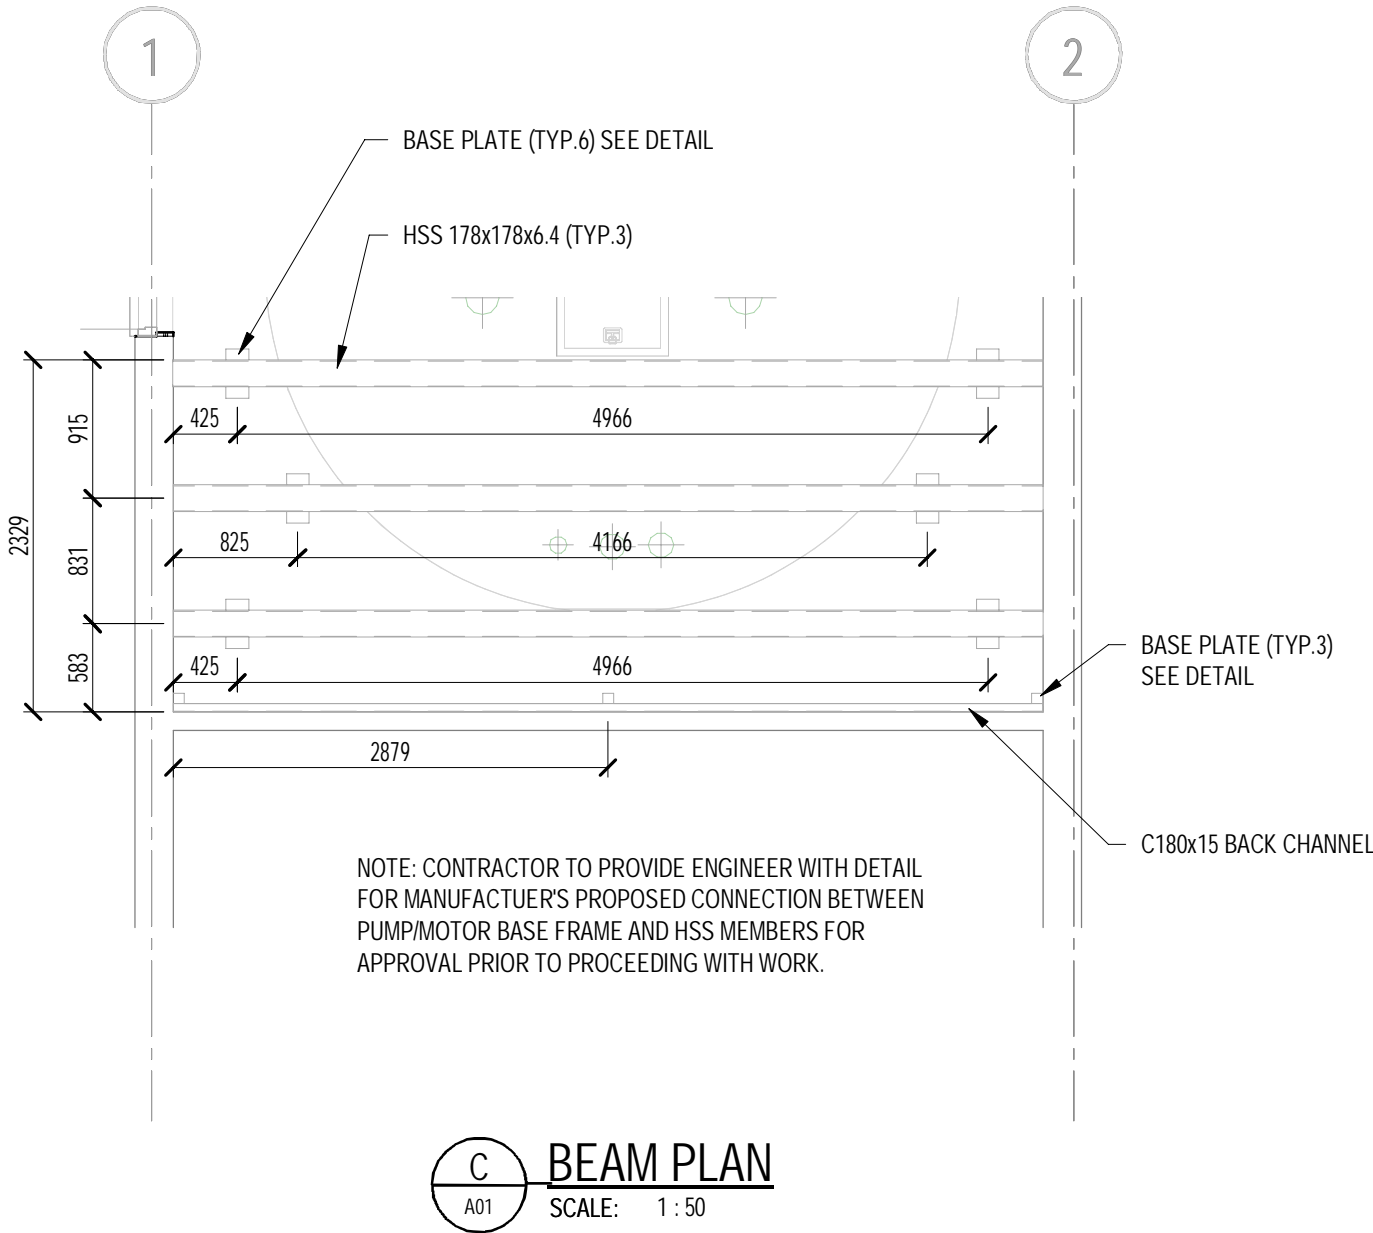 1
2
BASE PLATE (TYP.6) SEE DETAIL
HSS 178x178x6.4 (TYP.3)
425
4966
915
825
4166
2329
831
425
4966
583
BASE PLATE (TYP.3)
SEE DETAIL
2879
C180x15 BACK CHANNEL
NOTE: CONTRACTOR TO PROVIDE ENGINEER WITH DETAIL
FOR MANUFACTUER'S PROPOSED CONNECTION BETWEEN
PUMP/MOTOR BASE FRAME AND HSS MEMBERS FOR
APPROVAL PRIOR TO PROCEEDING WITH WORK.
C
A01
BEAM PLAN
SCALE: 1 : 50